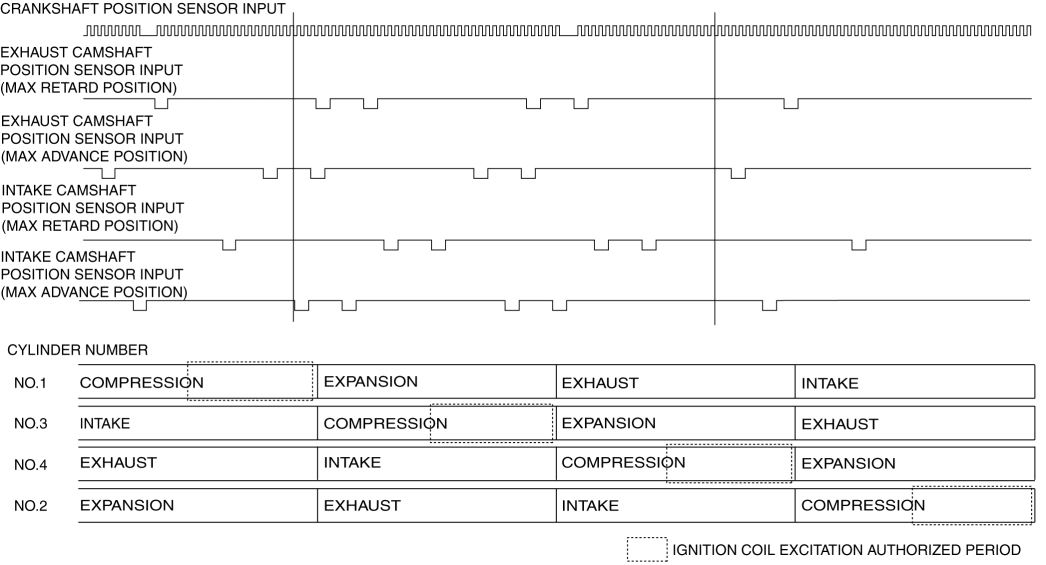 CRANKSHAFT POSITION SENSOR INPUT
EXHAUST CAMSHAFT
POSITION SENSOR INPUT
(MAX RETARD POSITION)
EXHAUST CAMSHAFT
POSITION SENSOR INPUT
(MAX ADVANCE POSITION)
INTAKE CAMSHAFT
POSITION SENSOR INPUT
(MAX RETARD POSITION)
INTAKE CAMSHAFT
POSITION SENSOR INPUT
(MAX ADVANCE POSITION)
CYLINDER NUMBER
NO.1 COMPRESSION EXPANSION EXHAUST INTAKE
NO.3 INTAKE COMPRESSION EXPANSION EXHAUST
NO.4 EXHAUST INTAKE COMPRESSION EXPANSION
NO.2 EXPANSION EXHAUST INTAKE COMPRESSION
IGNITION COIL EXCITATION AUTHORIZED PERIOD